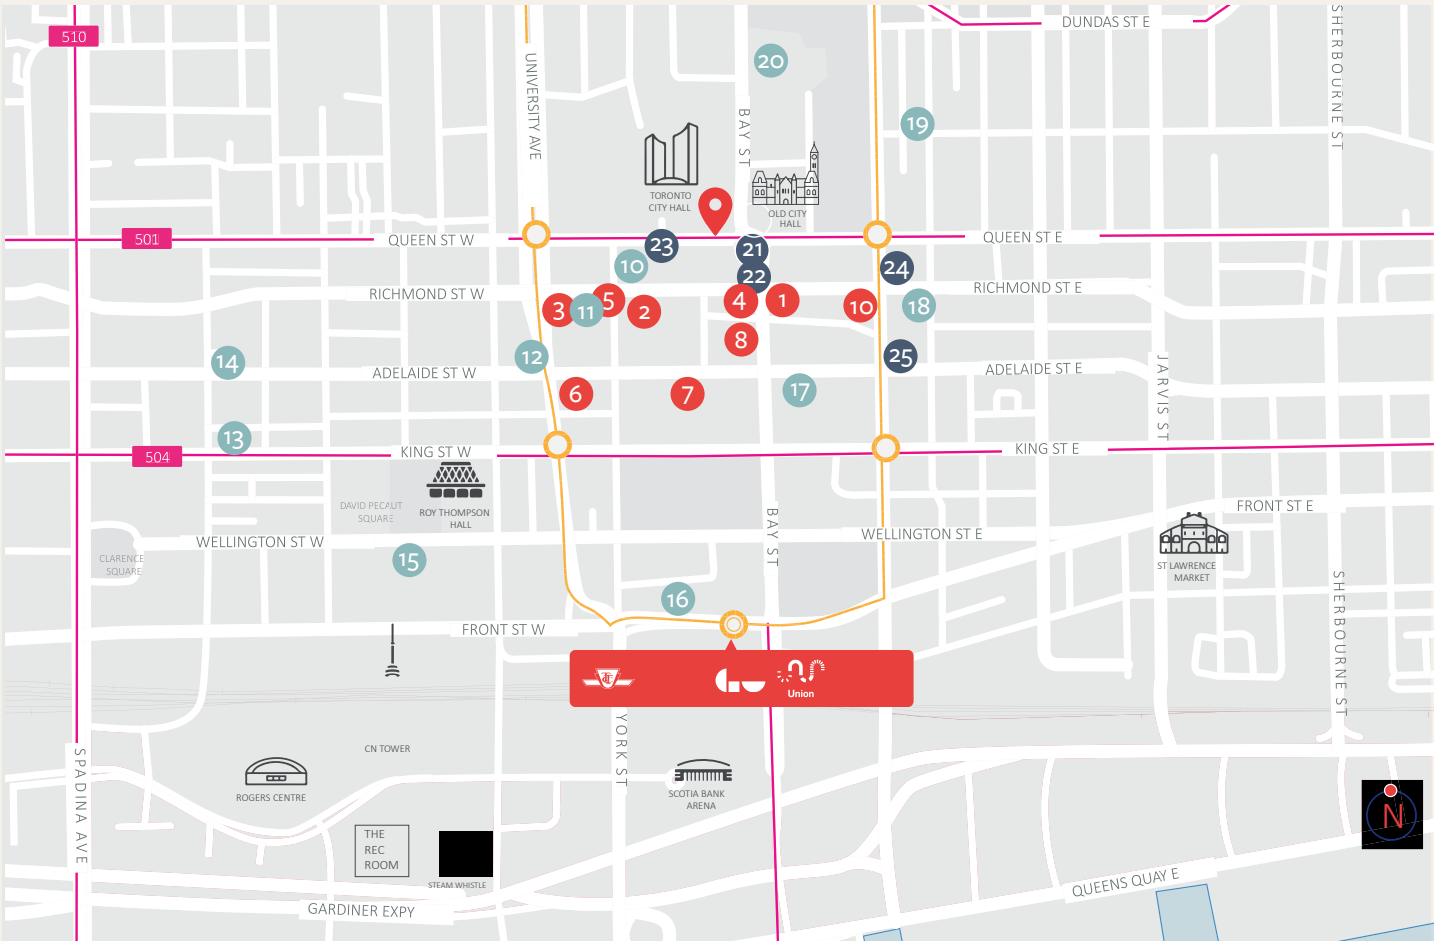 DUNDAS ST E
510
SHERBOURNE ST
UNIVERSITY AVE
20
BAY ST
19
TORONTO
CITY HALL
OLD CITY
HALL
501
QUEEN ST W
QUEEN ST E
23
21
10
22
24
RICHMOND ST W
RICHMOND ST E
3
11
5
2
4
1
10
18
8
14
12
25
ADELAIDE ST W
ADELAIDE ST E
6
7
17
JARVIS ST
13
504
KING ST W
KING ST E
DAVID PECAUT
SQUARE
ROY THOMPSON
HALL
BAY ST
FRONT ST E
WELLINGTON ST W
WELLINGTON ST E
CLARENCE
SQUARE
15
ST LAWRENCE
MARKET
16
SHERBOURNE ST
FRONT ST W
TTC
GO
UP
Union
YORK ST
CN TOWER
SPADINA AVE
ROGERS CENTRE
SCOTIA BANK
ARENA
N
THE
REC
ROOM
STEAM WHISTLE
QUEENS QUAY E
GARDINER EXPY